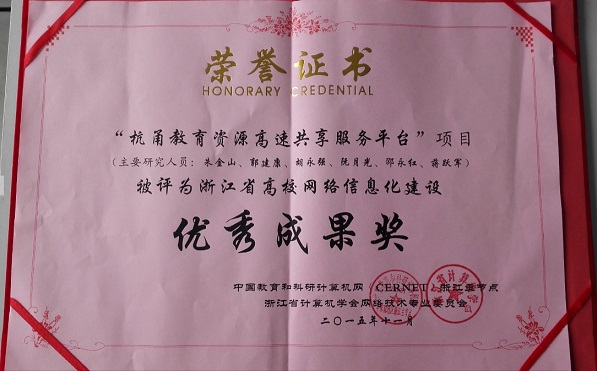 荣誉证书
HONORARY CREDENTIAL
“杭甬教育资源高速共享服务平台”项目
(主要研究人员：朱金山、郭建康、胡永强、阮月光、邵永红、蒋跃军)
被评为浙江省高校网络信息化建设
优秀成果奖
中国教育和科研计算机网 CERNET 浙江主节点
浙江省计算机学会网络技术专业委员会
二〇一五年十一月